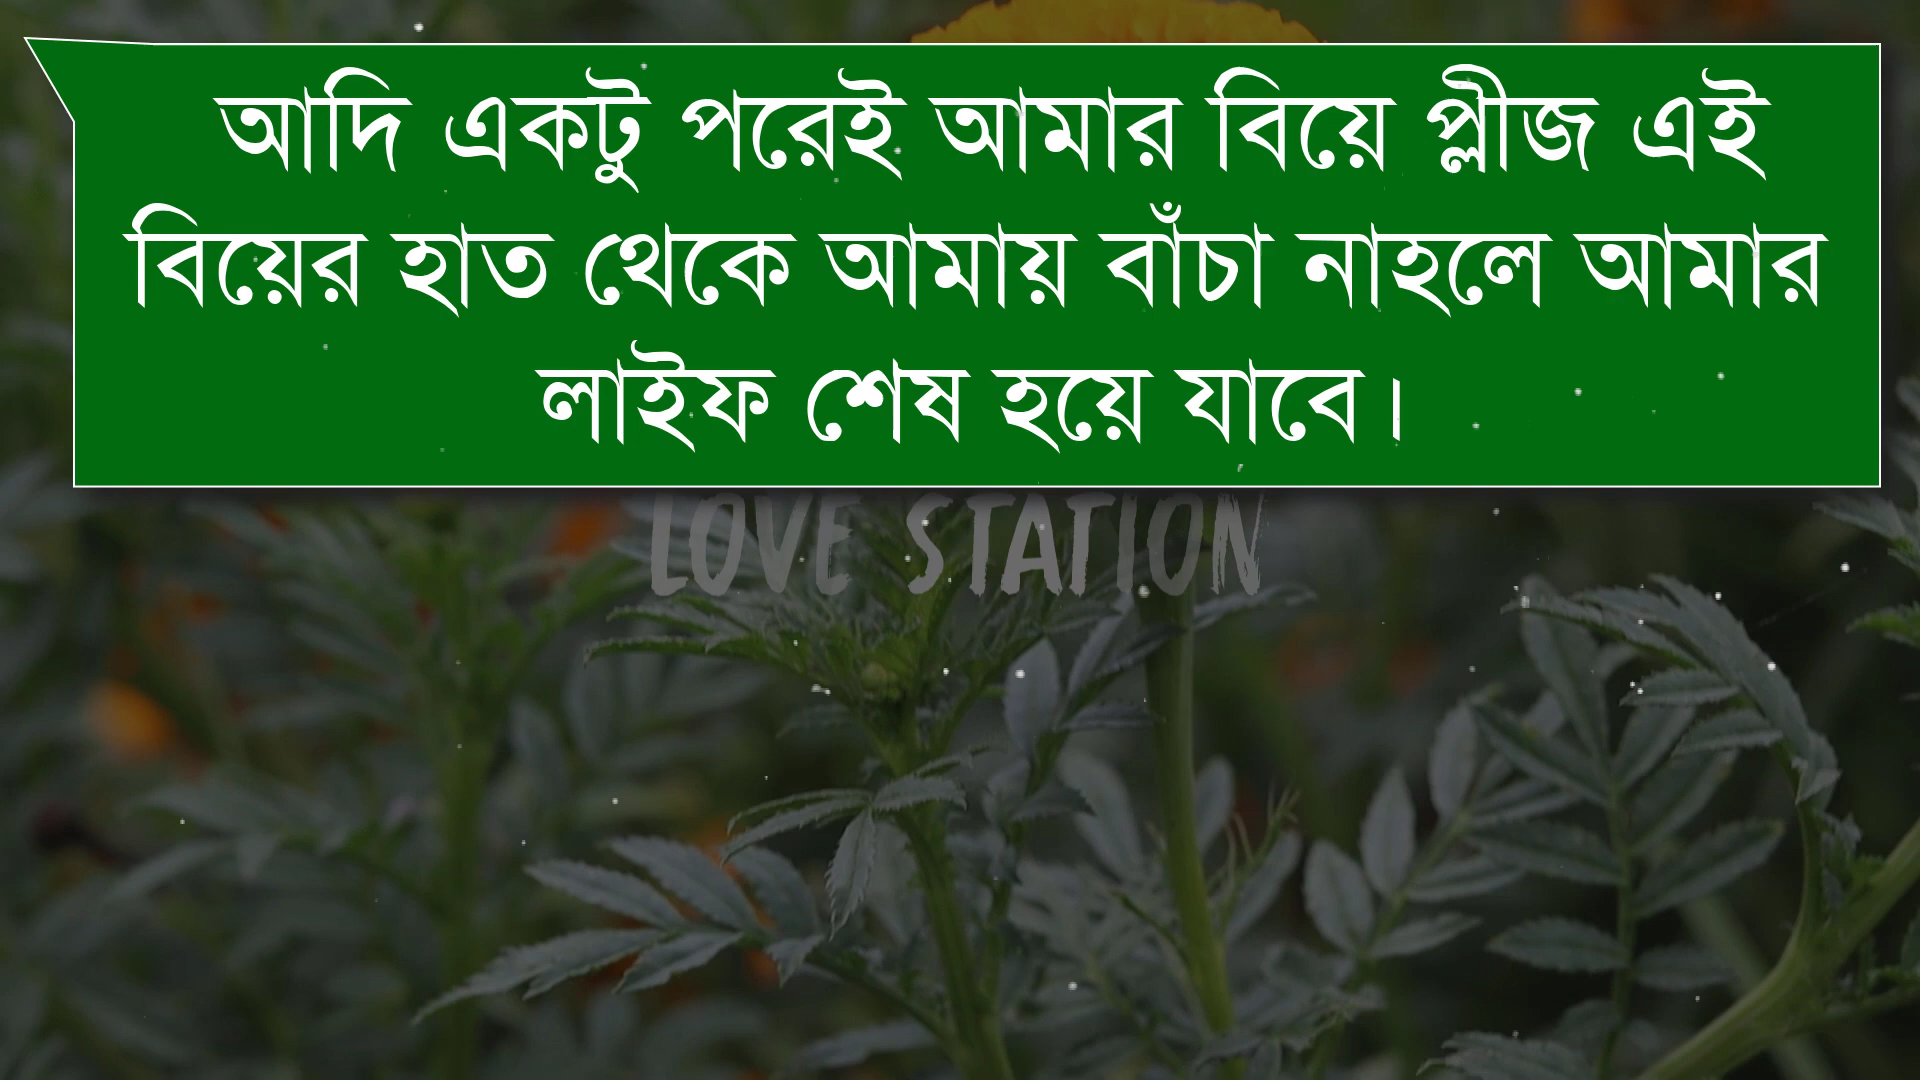 আদি একটু পরেই আমার বিয়ে প্লীজ এই
বিয়ের হাত থেকে আমায় বাঁচা নাহলে আমার
লাইফ শেষ হয়ে যাবে।
LOVE STATION